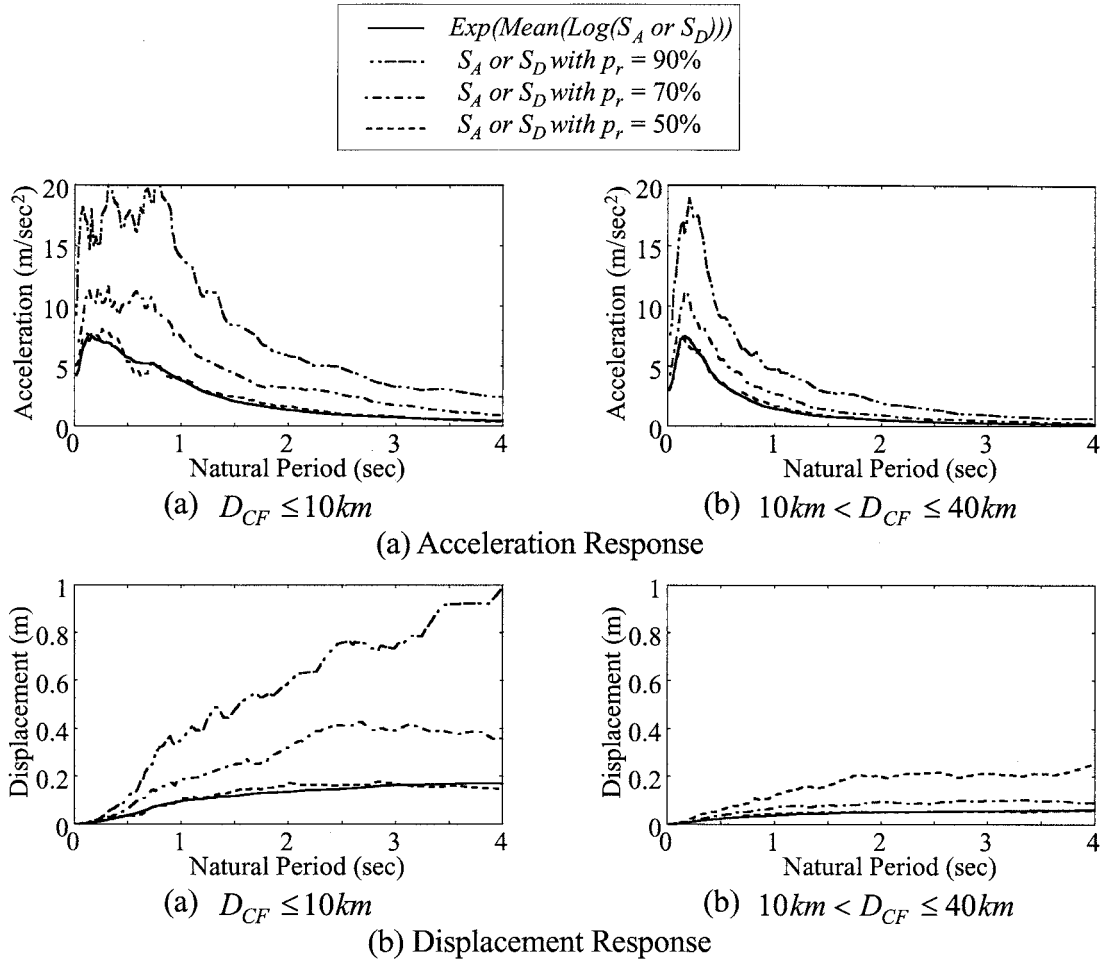 Exp(Mean(Log(S_A or S_D)))
S_A or S_D with p_r = 90%
S_A or S_D with p_r = 70%
S_A or S_D with p_r = 50%
Acceleration (m/sec²)
20
15
10
5
0
0 1 2 3 4
Natural Period (sec)
(a) D_CF ≤ 10km
Acceleration (m/sec²)
20
15
10
5
0
0 1 2 3 4
Natural Period (sec)
(b) 10km < D_CF ≤ 40km
(a) Acceleration Response
Displacement (m)
1
0.8
0.6
0.4
0.2
0
0 1 2 3 4
Natural Period (sec)
(a) D_CF ≤ 10km
Displacement (m)
1
0.8
0.6
0.4
0.2
0
0 1 2 3 4
Natural Period (sec)
(b) 10km < D_CF ≤ 40km
(b) Displacement Response